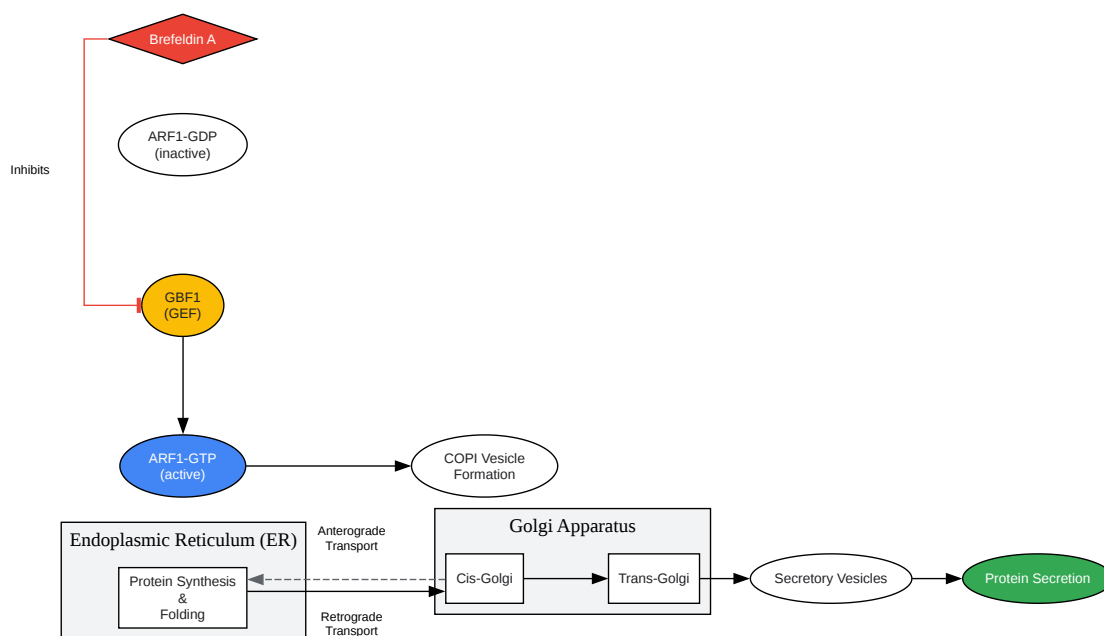 Brefeldin A
ARF1-GDP
(inactive)
Inhibits
GBF1
(GEF)
ARF1-GTP
(active)
COPI Vesicle
Formation
Endoplasmic Reticulum (ER)
Anterograde
Transport
Golgi Apparatus
Protein Synthesis
&
Folding
Cis-Golgi
Trans-Golgi
Secretory Vesicles
Protein Secretion
Retrograde
Transport